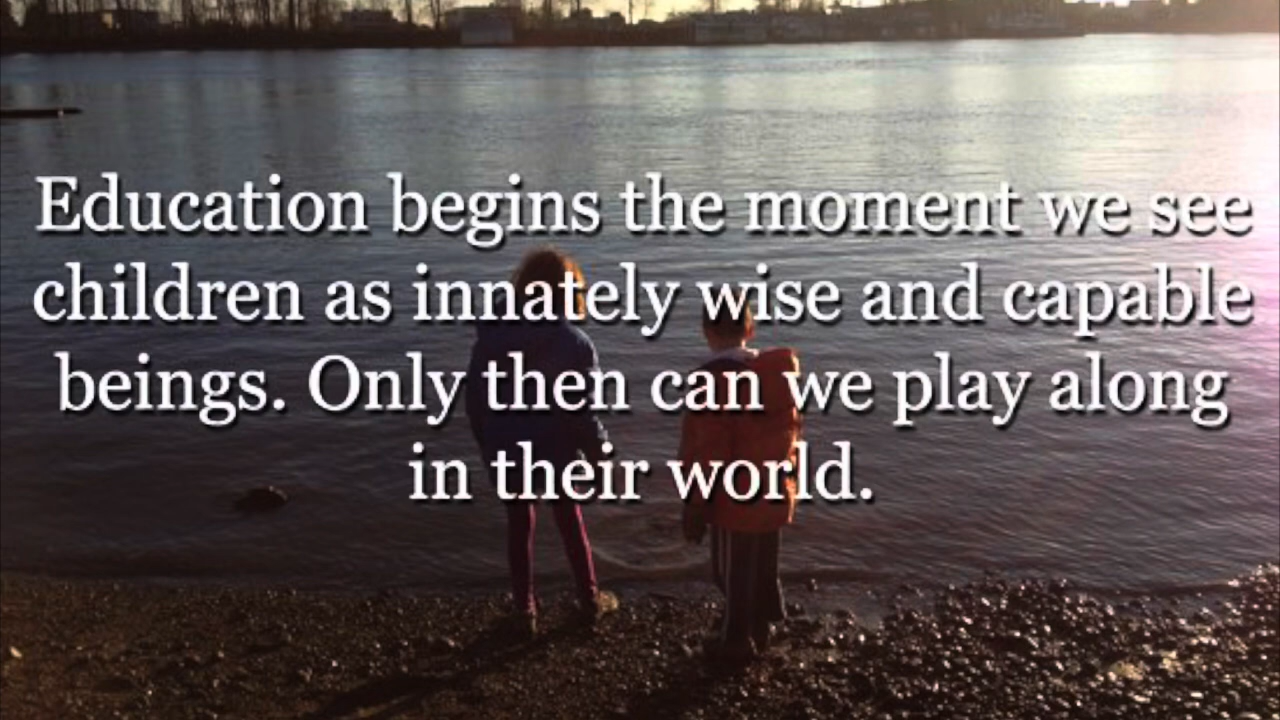 Education begins the moment we see
children as innately wise and capable
beings. Only then can we play along
in their world.